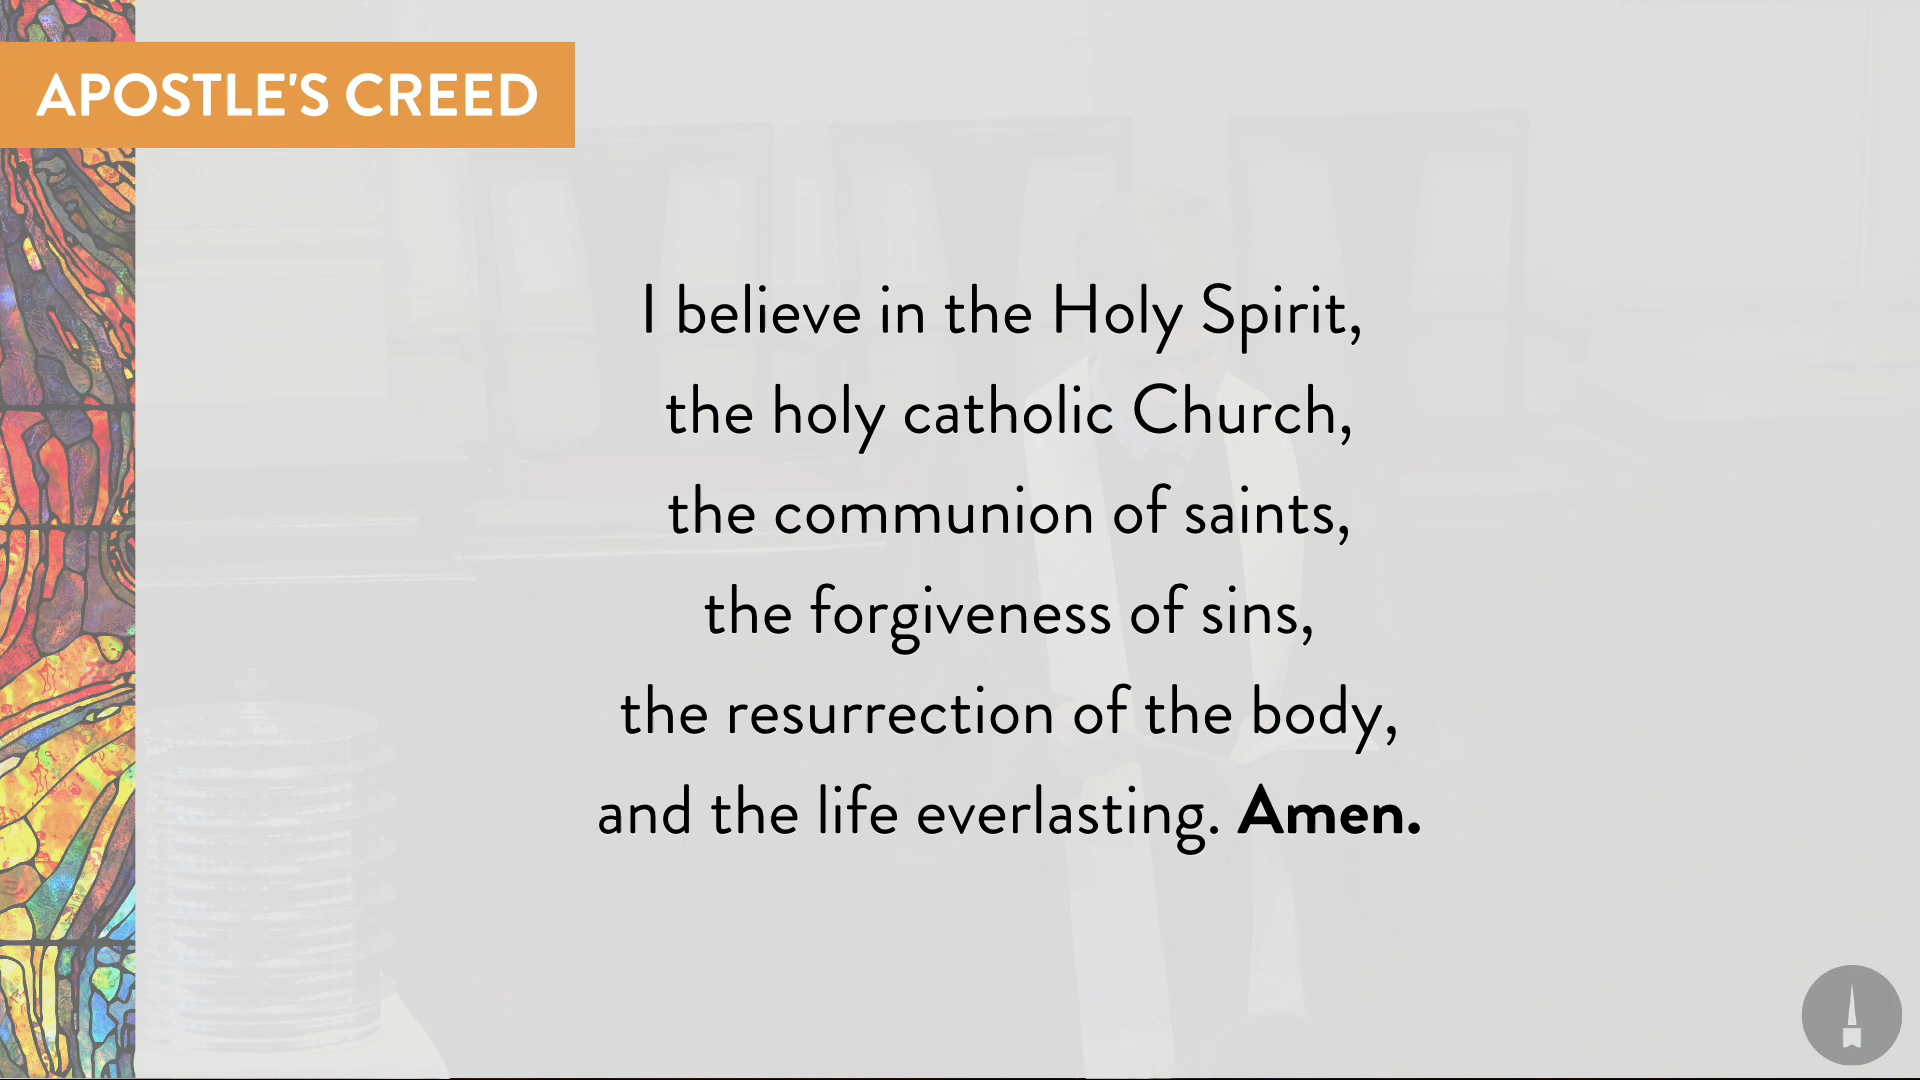 APOSTLE'S CREED
I believe in the Holy Spirit,
the holy catholic Church,
the communion of saints,
the forgiveness of sins,
the resurrection of the body,
and the life everlasting. Amen.